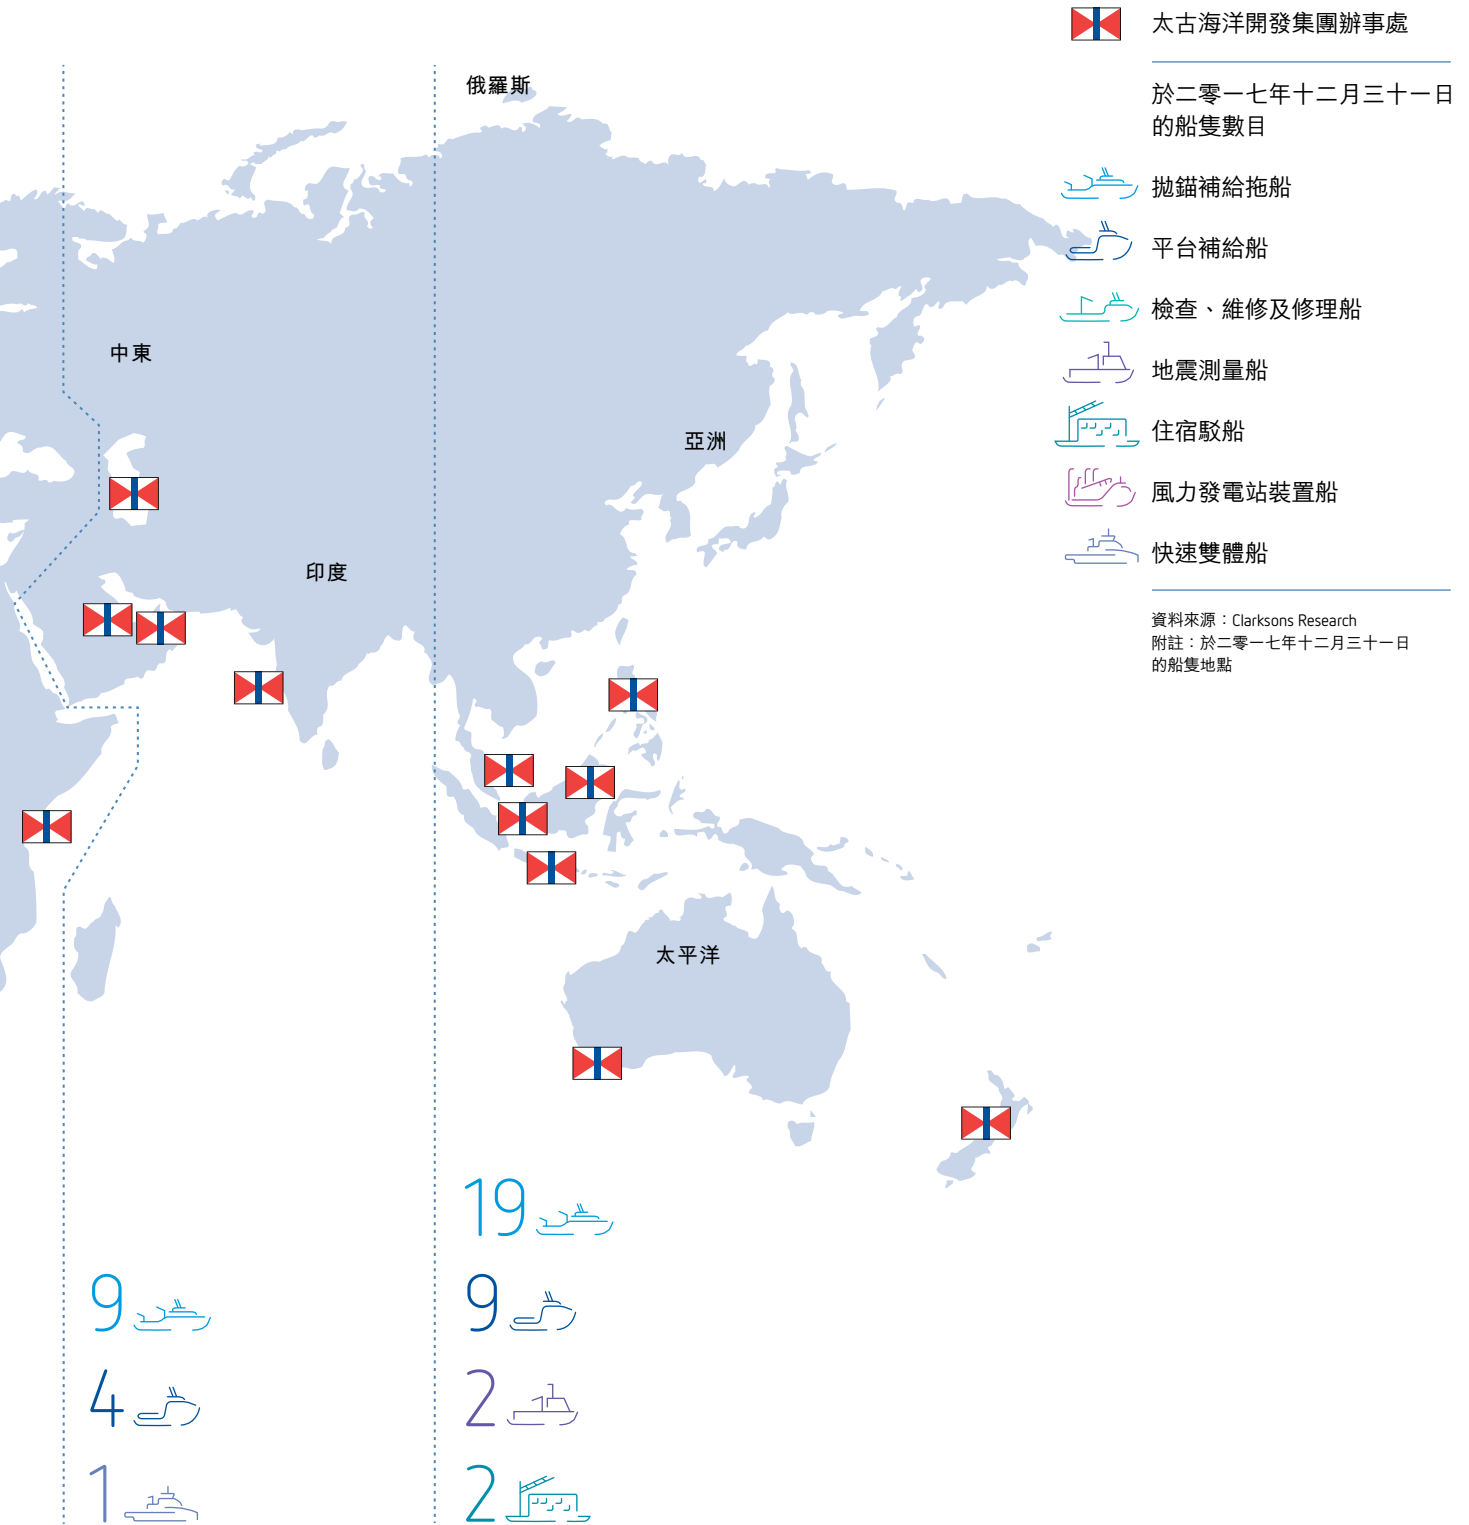 太古海洋開發集團辦事處
於二零一七年十二月三十一日
的船隻數目
拋錨補給拖船
平台補給船
檢查、維修及修理船
地震測量船
住宿駁船
風力發電站裝置船
快速雙體船
資料來源：Clarksons Research
附註：於二零一七年十二月三十一日
的船隻地點
俄羅斯
中東
亞洲
印度
太平洋
9
4
1
19
9
2
2